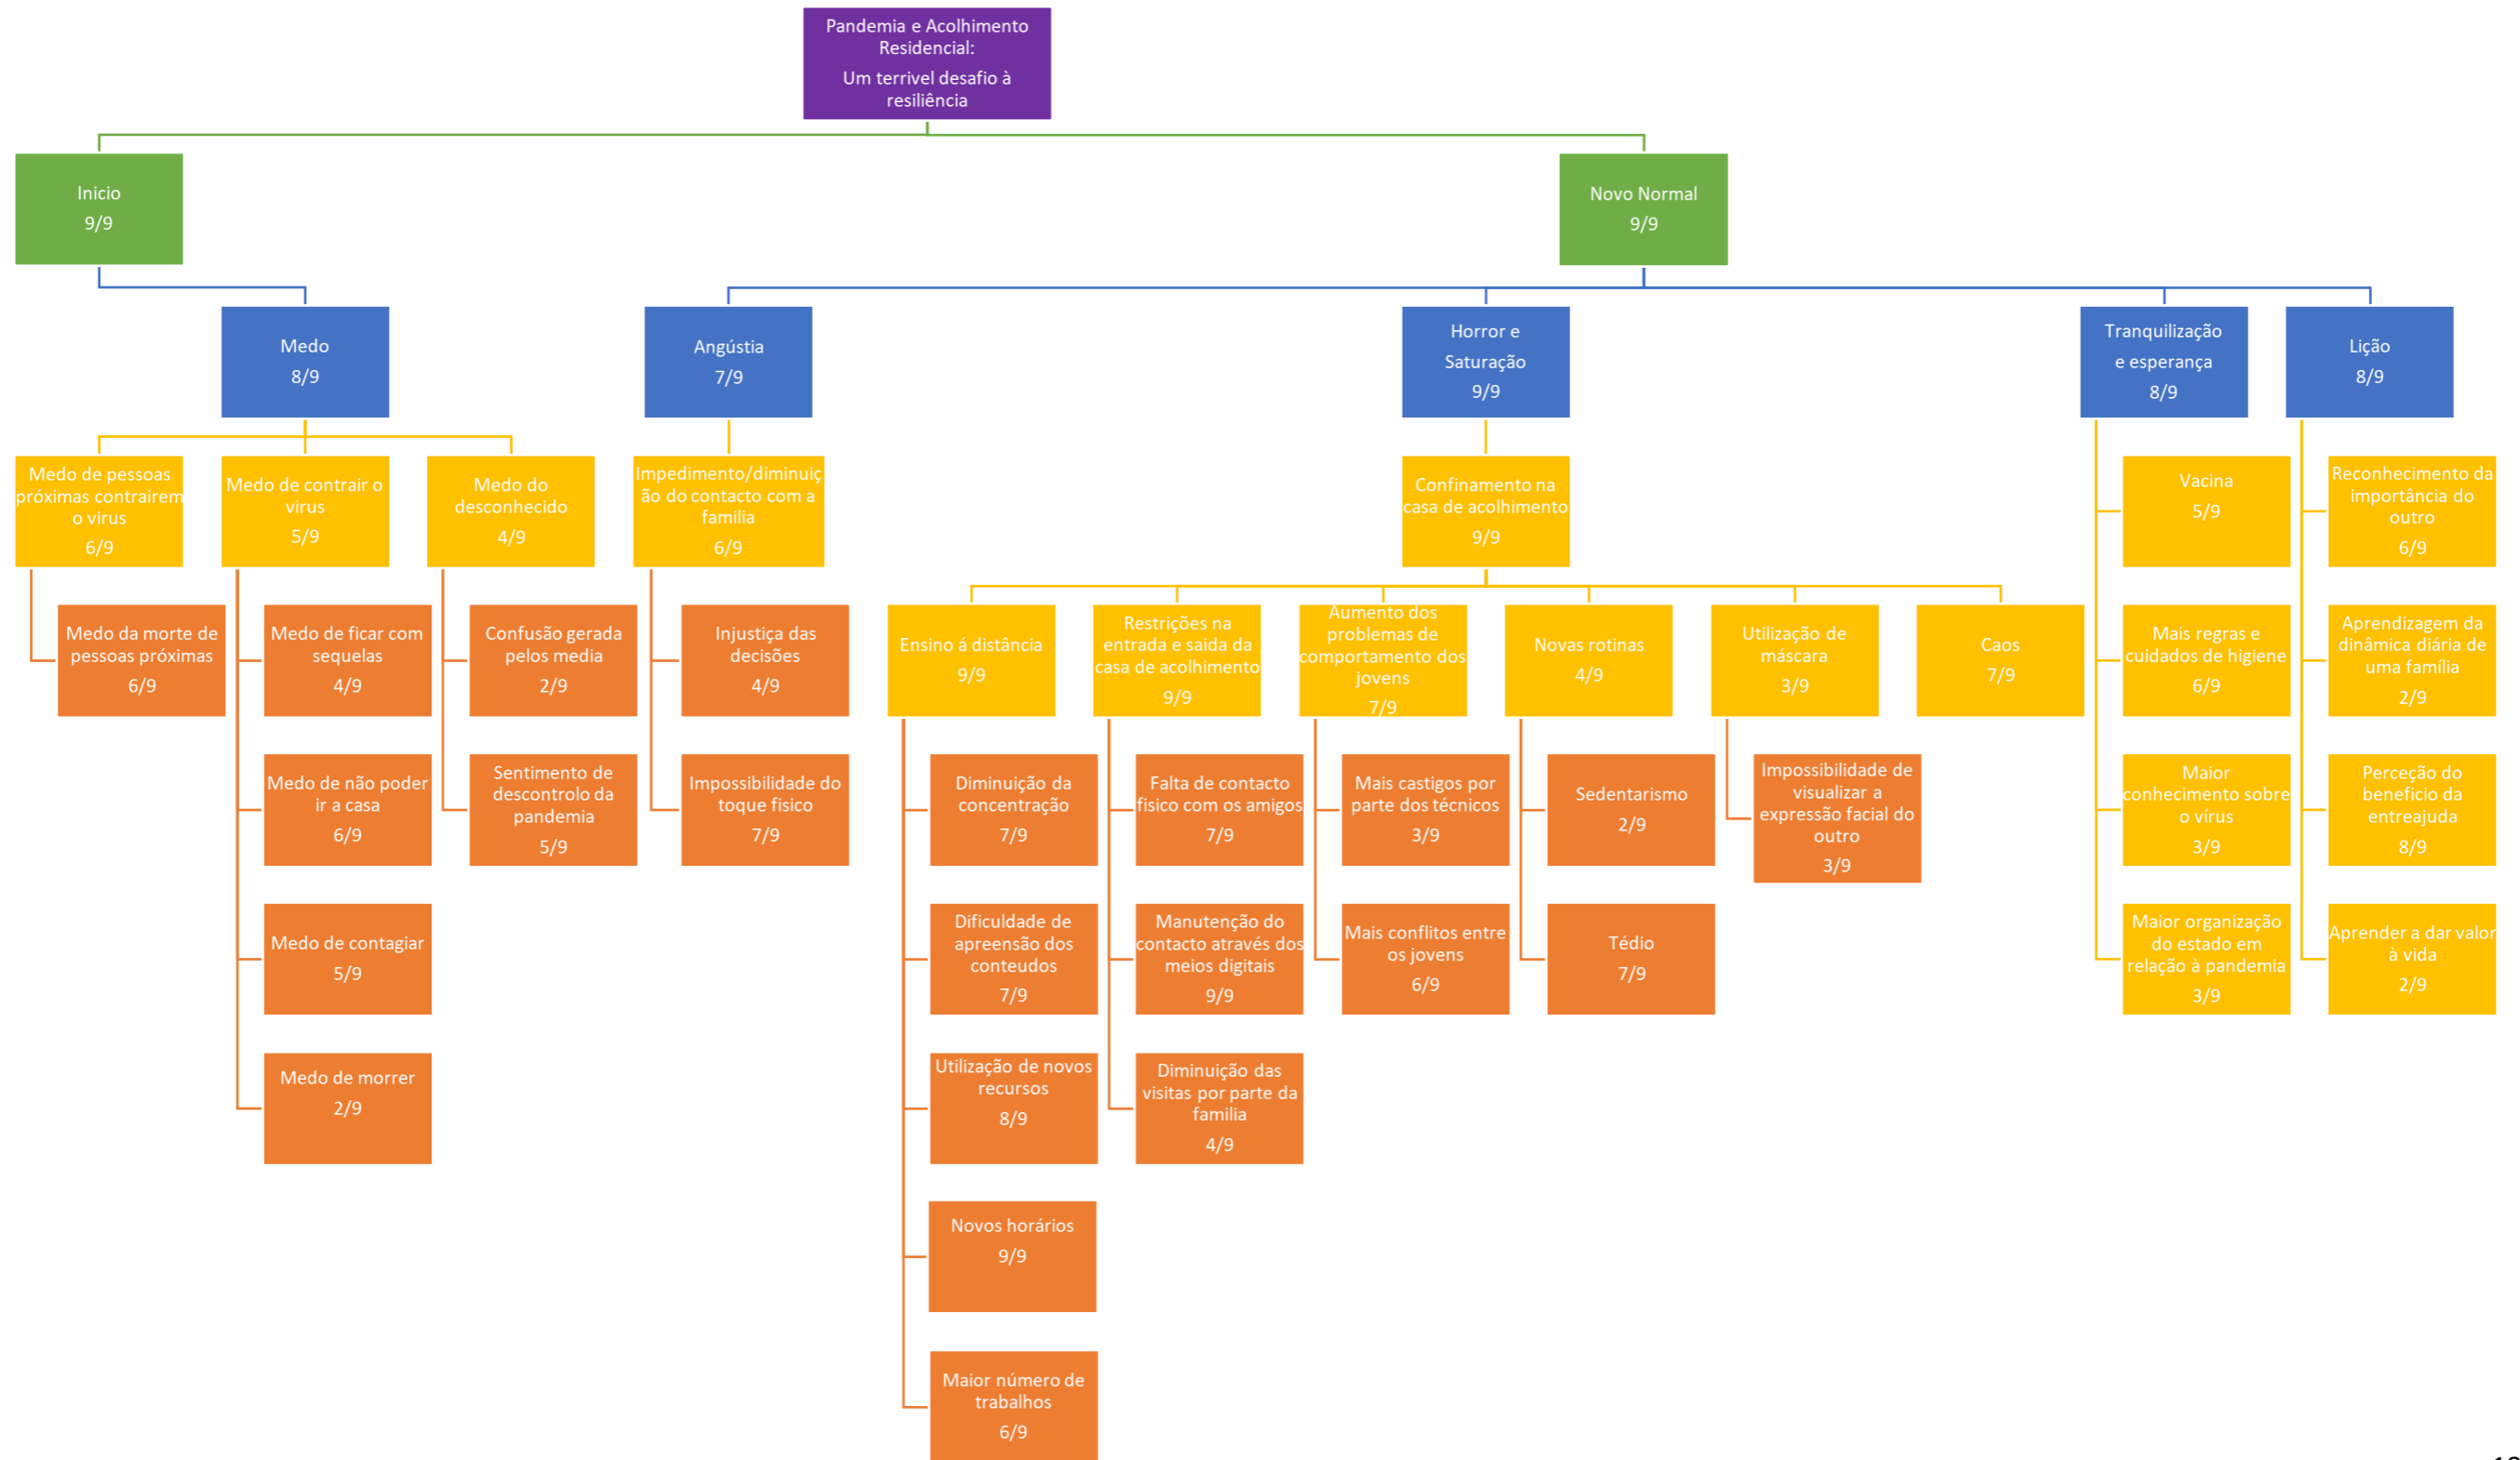 Pandemia e Acolhimento
Residencial:
Um terrivel desafio à
resiliência
Inicio
9/9
Novo Normal
9/9
Medo
8/9
Angústia
7/9
Horror e
Saturação
9/9
Tranquilização
e esperança
8/9
Lição
8/9
Medo de pessoas
próximas contrairem
o virus
6/9
Medo de contrair o
virus
5/9
Medo do
desconhecido
4/9
Impedimento/diminuiç
ão do contacto com a
familia
6/9
Confinamento na
casa de acolhimento
9/9
Vacina
5/9
Reconhecimento da
importância do
outro
6/9
Medo da morte de
pessoas próximas
6/9
Medo de ficar com
sequelas
4/9
Confusão gerada
pelos media
2/9
Injustiça das
decisões
4/9
Ensino á distância
9/9
Restrições na
entrada e saida da
casa de acolhimento
9/9
Aumento dos
problemas de
comportamento dos
jovens
7/9
Novas rotinas
4/9
Utilização de
máscara
3/9
Caos
7/9
Mais regras e
cuidados de higiene
6/9
Aprendizagem da
dinâmica diária de
uma família
2/9
Medo de não poder
ir a casa
6/9
Sentimento de
descontrolo da
pandemia
5/9
Impossibilidade do
toque fisico
7/9
Diminuição da
concentração
7/9
Falta de contacto
fisico com os amigos
7/9
Mais castigos por
parte dos técnicos
3/9
Sedentarismo
2/9
Impossibilidade de
visualizar a
expressão facial do
outro
3/9
Maior
conhecimento sobre
o vírus
3/9
Perceção do
beneficio da
entreajuda
8/9
Medo de contagiar
5/9
Dificuldade de
apreensão dos
conteudos
7/9
Manutenção do
contacto através dos
meios digitais
9/9
Mais conflitos entre
os jovens
6/9
Tédio
7/9
Maior organização
do estado em
relação à pandemia
3/9
Aprender a dar valor
à vida
2/9
Medo de morrer
2/9
Utilização de novos
recursos
8/9
Diminuição das
visitas por parte da
familia
4/9
Novos horários
9/9
Maior número de
trabalhos
6/9